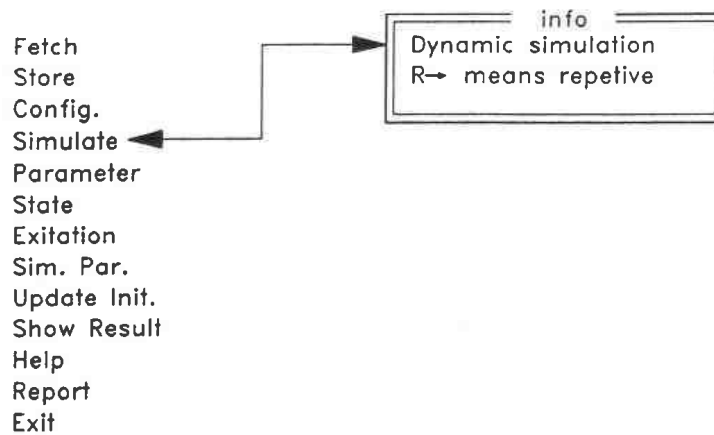 Fetch
Store
Config.
Simulate
Parameter
State
Exitation
Sim. Par.
Update Init.
Show Result
Help
Report
Exit
info
Dynamic simulation
R→ means repetive